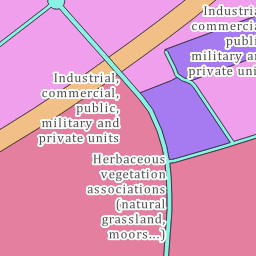 Industrial,
commercial,
public,
military and
private units
Herbaceous
vegetation
associations
(natural
grassland,
moors...)